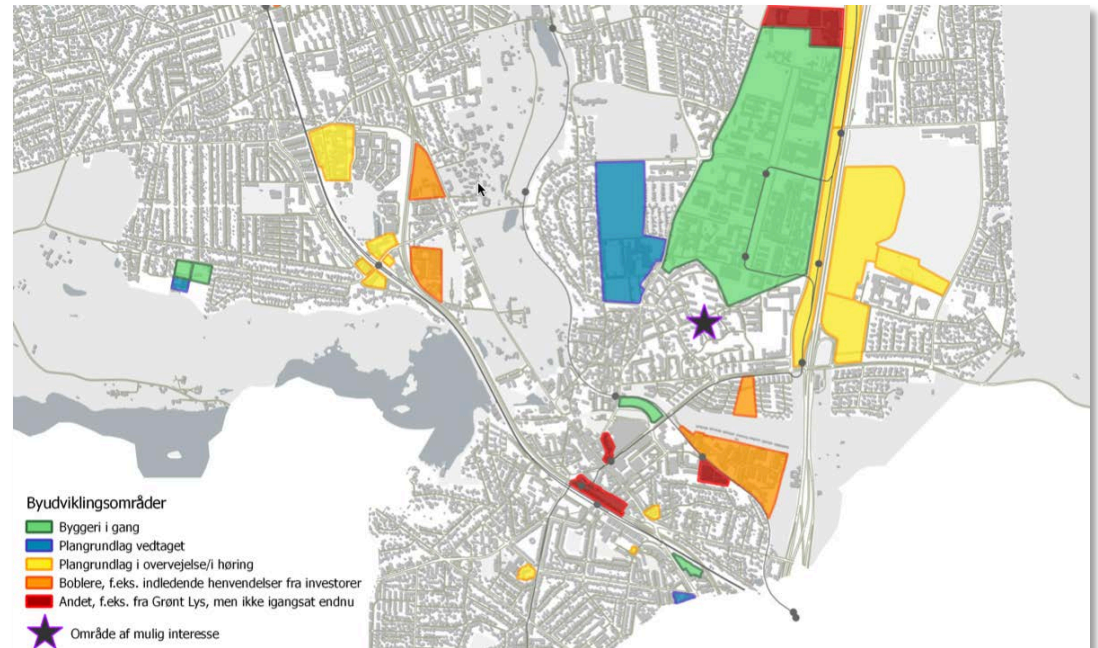 Byudviklingsområder
Byggeri i gang
Plangrundlag vedtaget
Plangrundlag i overvejelse/i høring
Boblere, f.eks. indledende henvendelser fra investorer
Andet, f.eks. fra Grønt Lys, men ikke igangsat endnu
Område af mulig interesse